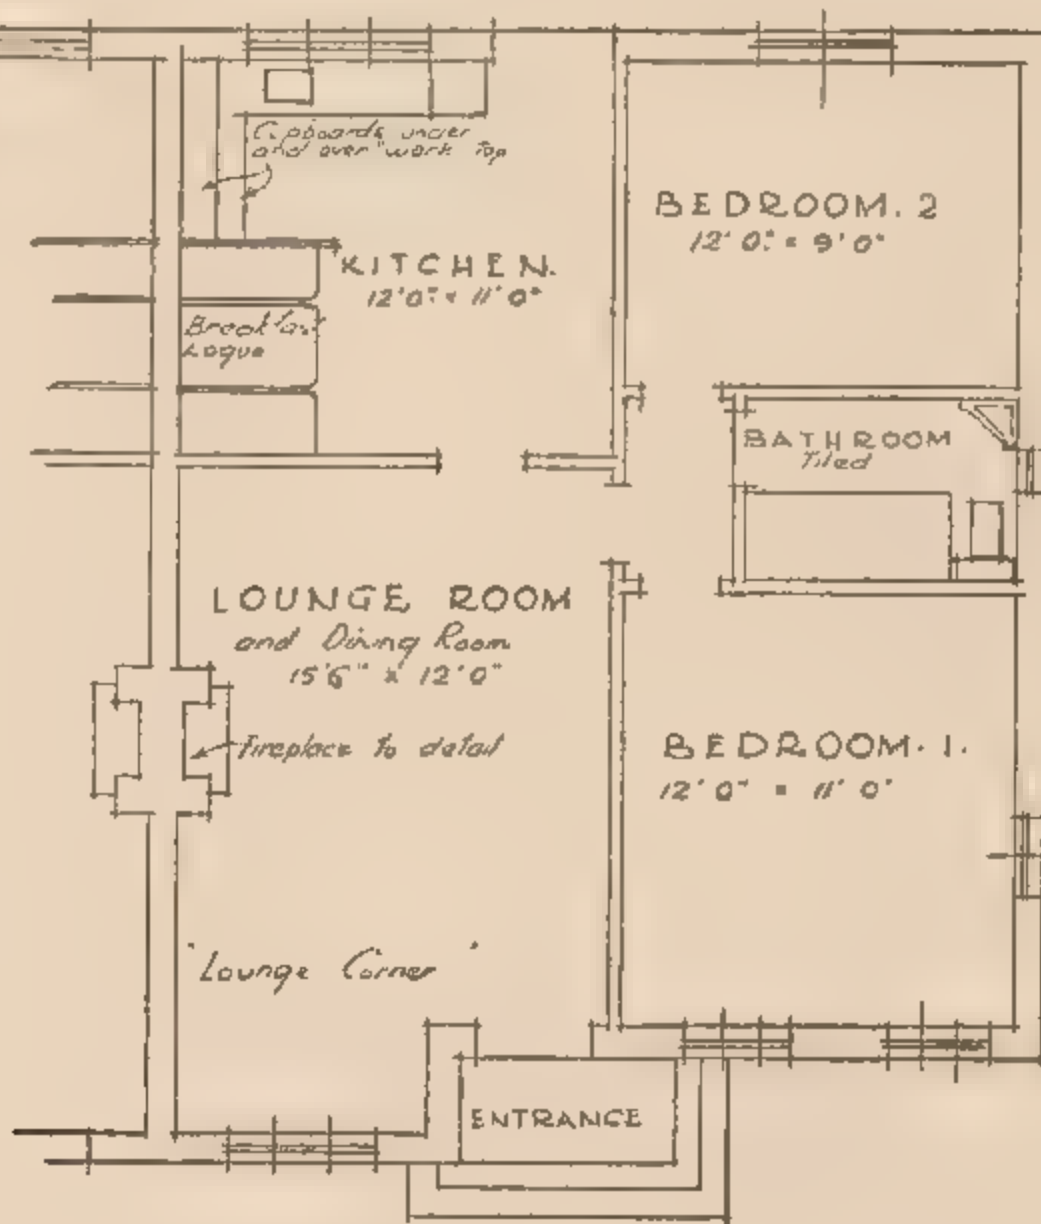 Cupboards under
and over work top
BEDROOM. 2
12' 0" × 9' 0"
KITCHEN.
12'0" × 11' 0"
Breakfast
Loque
BATHROOM
Tiled
LOUNGE ROOM
and Dining Room
15'6" x 12'0"
Fireplace to detail
BEDROOM. 1.
12' 0" × 11' 0"
"Lounge Corner"
ENTRANCE